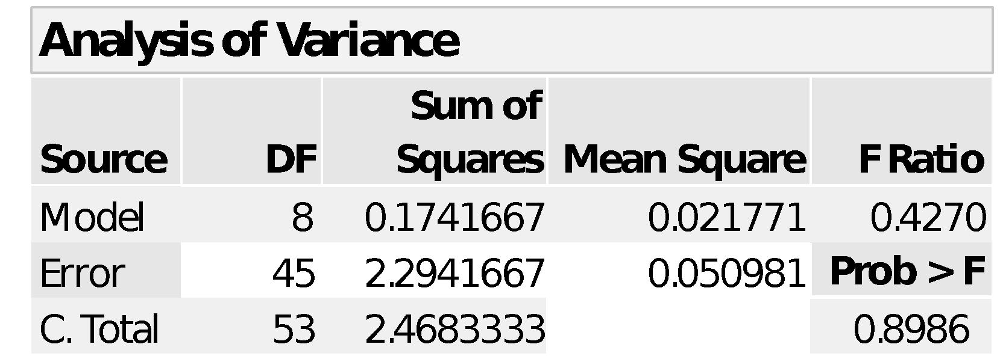 Analysis of Variance
Sum of
Source DF Squares Mean Square F Ratio
Model 8 0.1741667 0.021771 0.4270
Error 45 2.2941667 0.050981 Prob > F
C. Total 53 2.4683333 0.8986